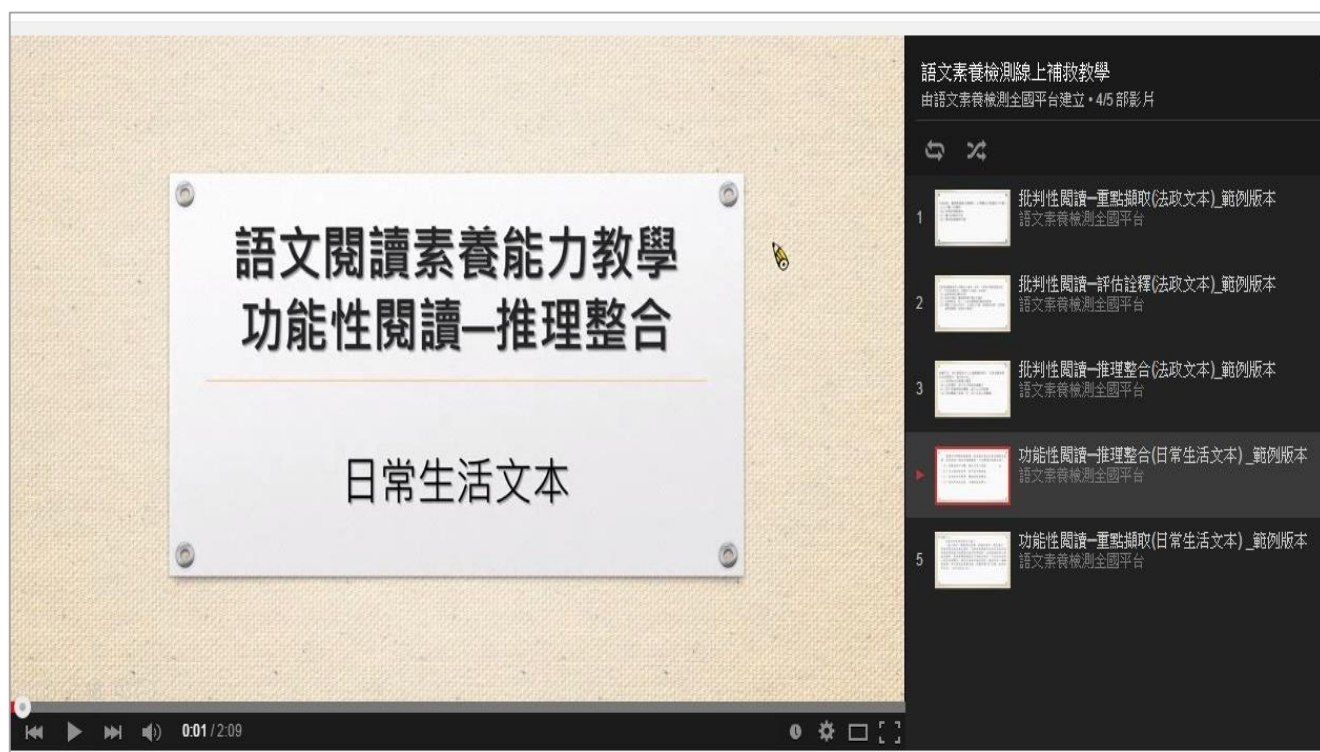 語文閱讀素養能力教學
功能性閱讀—推理整合
日常生活文本
0:01 / 2:09
語文素養檢測線上補救教學
由語文素養檢測全國平台建立 • 4/5 部影片
1
批判性閱讀—重點擷取(法政文本)_範例版本
語文素養檢測全國平台
2
批判性閱讀—評估詮釋(法政文本)_範例版本
語文素養檢測全國平台
3
批判性閱讀—推理整合(法政文本)_範例版本
語文素養檢測全國平台
功能性閱讀—推理整合(日常生活文本) _範例版本
語文素養檢測全國平台
5
功能性閱讀—重點擷取(日常生活文本) _範例版本
語文素養檢測全國平台